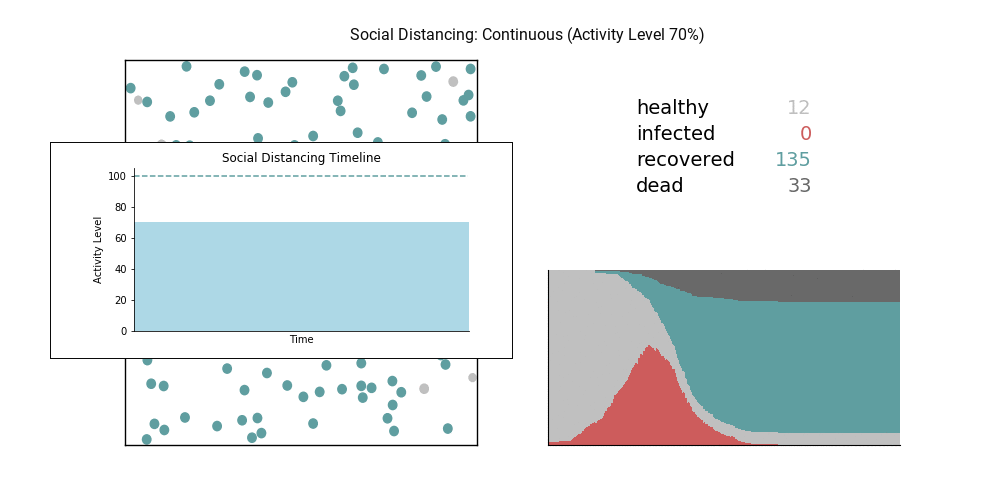 Social Distancing: Continuous (Activity Level 70%)
healthy 12
infected 0
recovered 135
dead 33
Social Distancing Timeline
100
80
60
40
20
0
Activity Level
Time